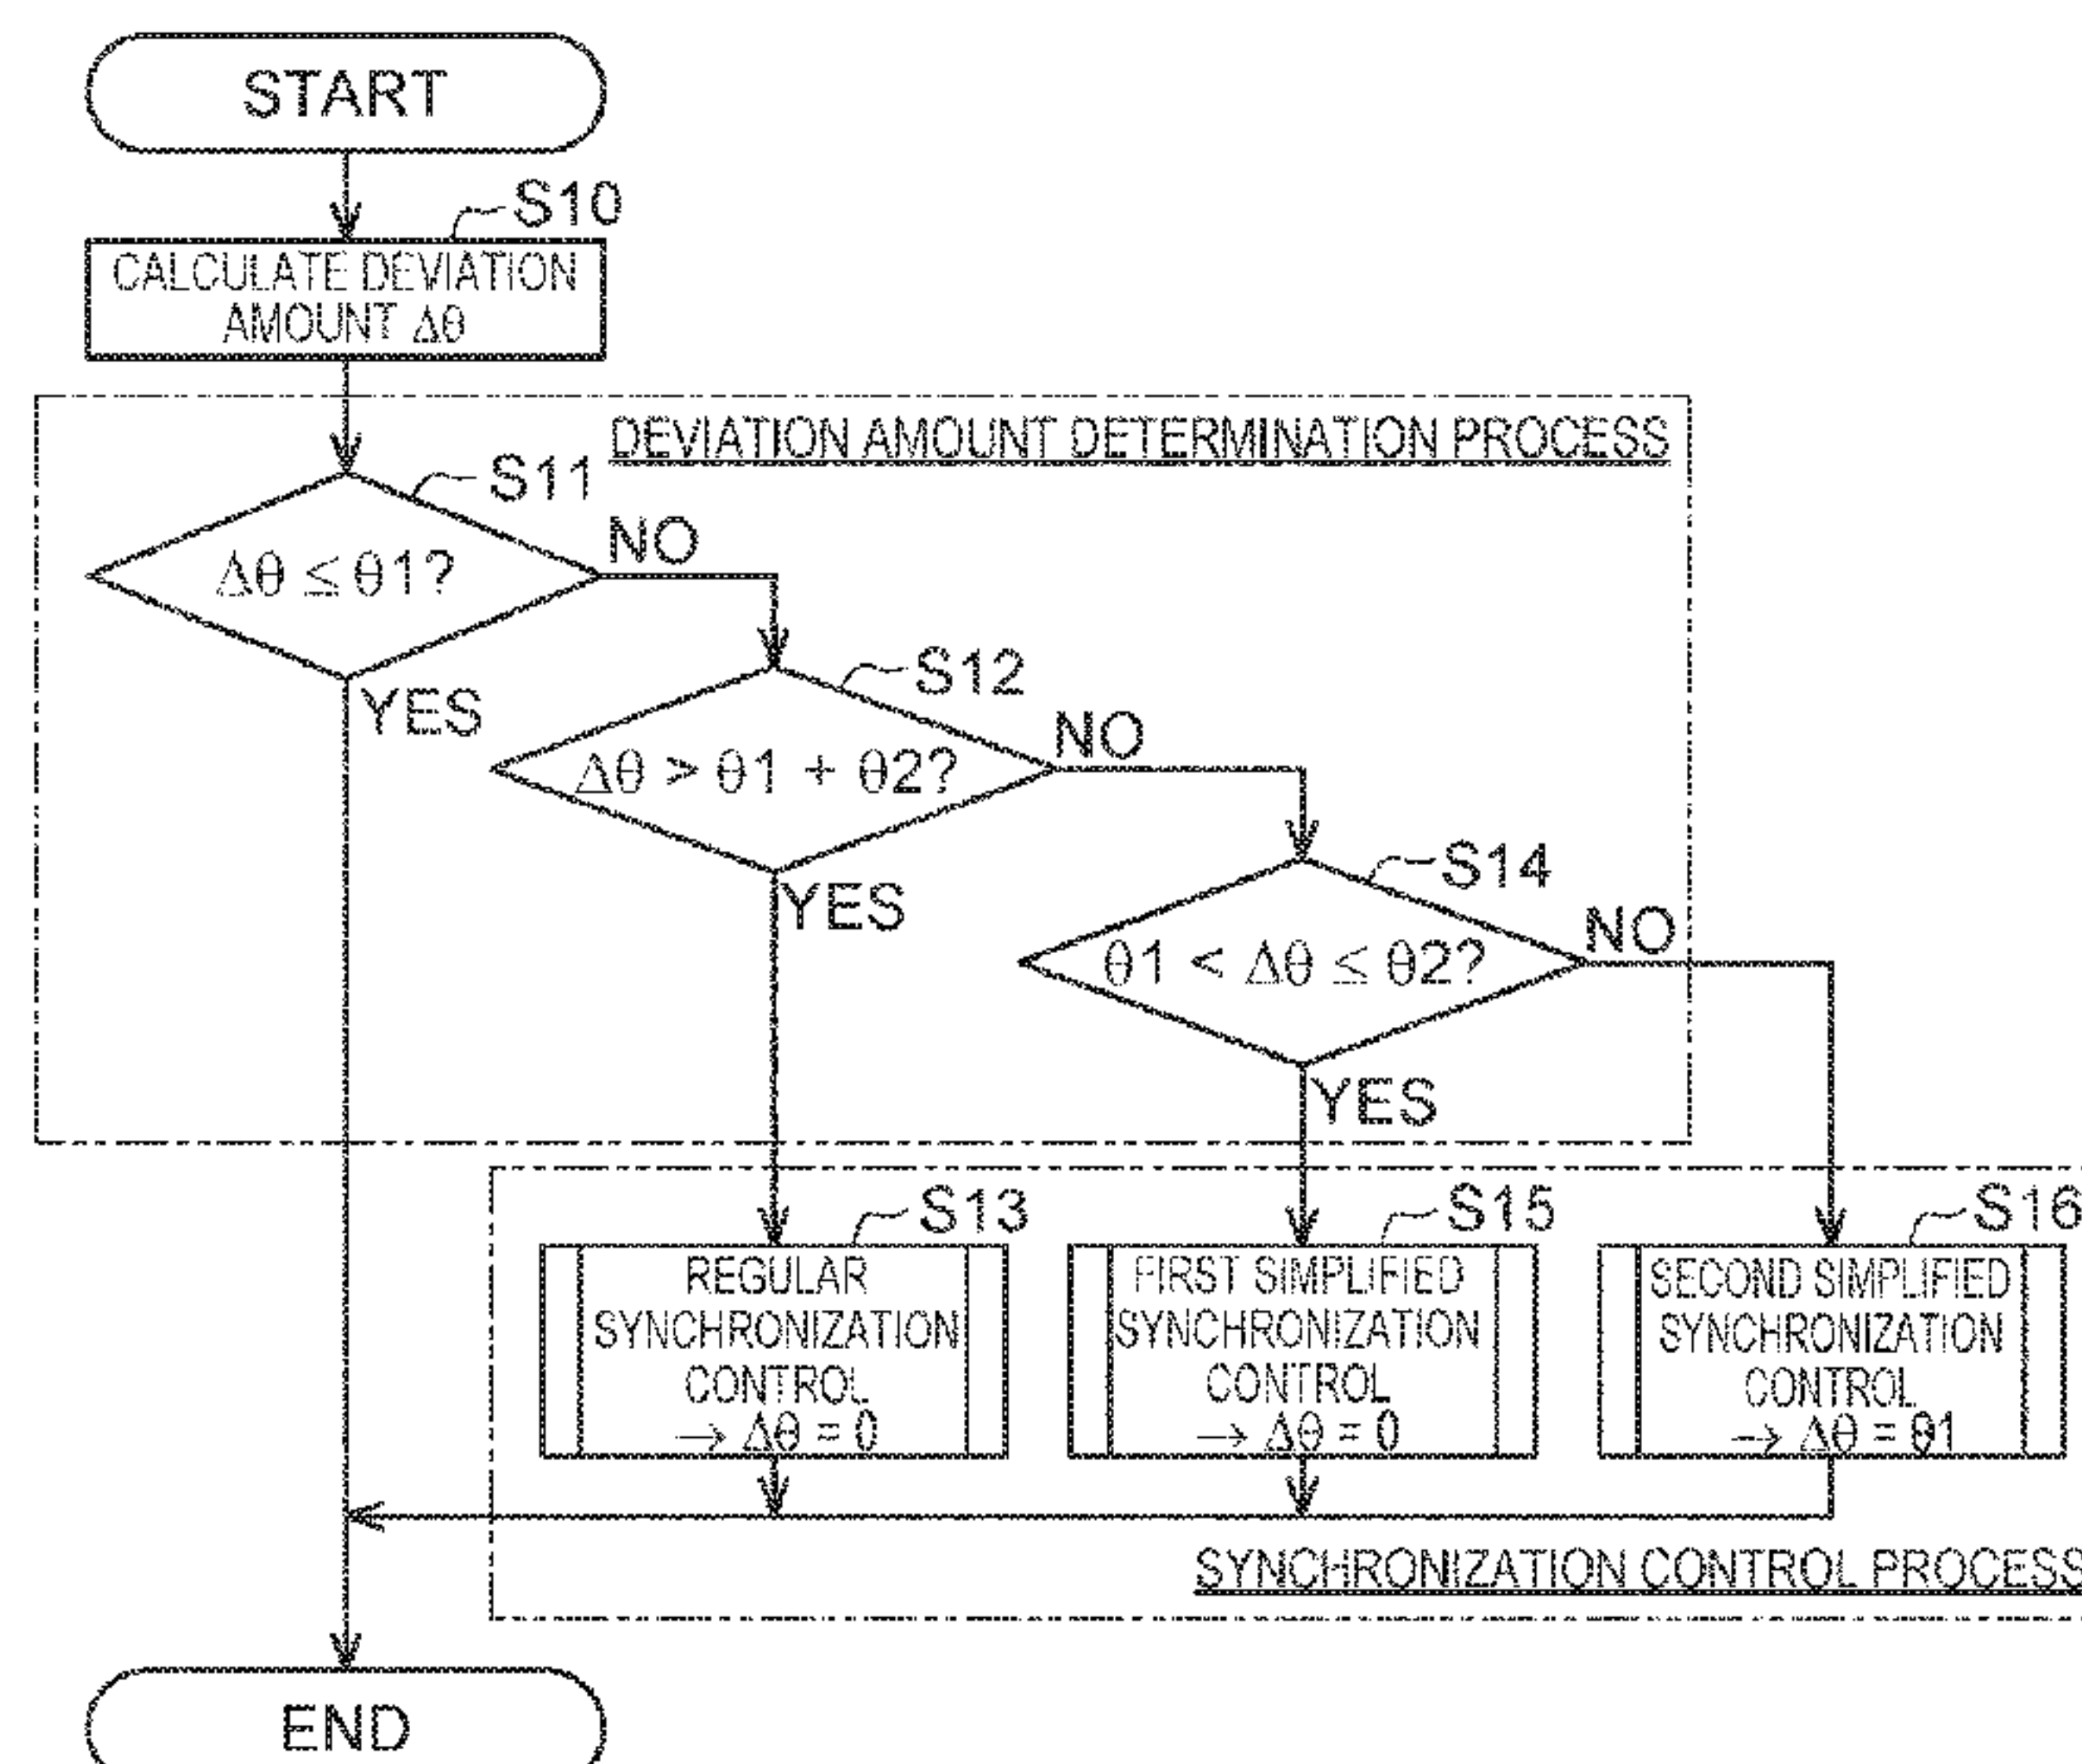 START
S10
CALCULATE DEVIATION
AMOUNT Δθ
DEVIATION AMOUNT DETERMINATION PROCESS
S11
Δθ ≤ θ1?
NO
YES
S12
Δθ > θ1 + θ2?
NO
YES
S14
θ1 < Δθ ≤ θ2?
NO
YES
S13
REGULAR
SYNCHRONIZATION
CONTROL
→ Δθ = 0
S15
FIRST SIMPLIFIED
SYNCHRONIZATION
CONTROL
→ Δθ = 0
S16
SECOND SIMPLIFIED
SYNCHRONIZATION
CONTROL
→ Δθ = θ1
SYNCHRONIZATION CONTROL PROCESS
END